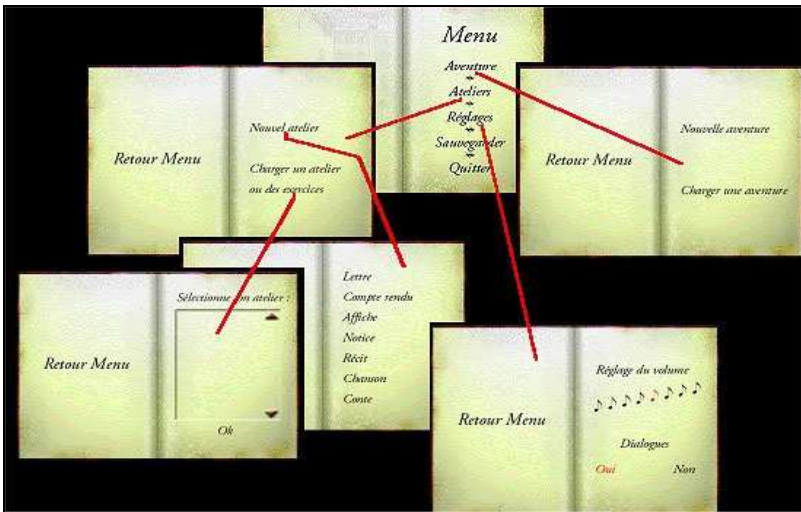 Menu
Aventure
Ateliers
Réglages
Sauvegarder
Quitter
Retour Menu
Nouvel atelier
Charger un atelier
ou des exercices
Retour Menu
Nouvelle aventure
Charger une aventure
Retour Menu
Sélectionne ton atelier :
Ok
Lettre
Compte rendu
Affiche
Notice
Récit
Chanson
Conte
Retour Menu
Réglage du volume
Dialogues
Oui Non